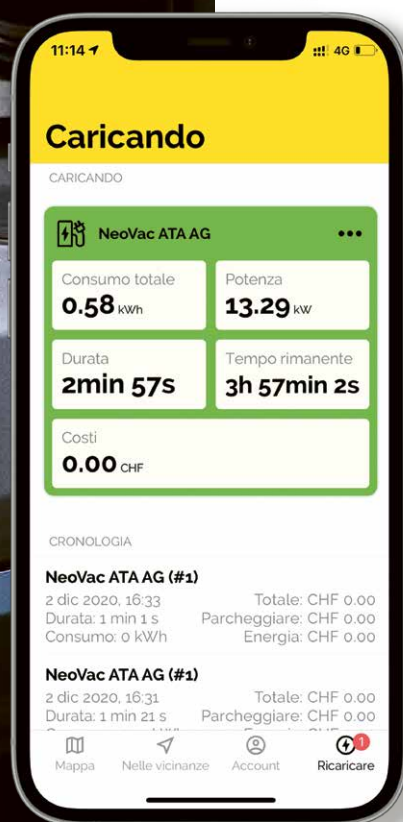 11:14
4G
Caricando
CARICANDO
NeoVac ATA AG
Consumo totale
0.58 kWh
Potenza
13.29 kW
Durata
2min 57s
Tempo rimanente
3h 57min 2s
Costi
0.00 CHF
CRONOLOGIA
NeoVac ATA AG (#1)
2 dic 2020, 16:33 Totale: CHF 0.00
Durata: 1 min 1 s Parcheggiare: CHF 0.00
Consumo: 0 kWh Energia: CHF 0.00
NeoVac ATA AG (#1)
2 dic 2020, 16:31 Totale: CHF 0.00
Durata: 1 min 21 s Parcheggiare: CHF 0.00
1
Mappa Nelle vicinanze Account Ricaricare